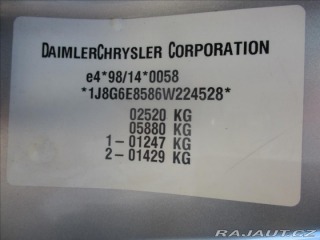 DAIMLERCHRYSLER CORPORATION
e4*98/14*0058
*1J8G6E8586W224528*
02520 KG
05880 KG
1-01247 KG
2-01429 KG
RAJAUT.CZ